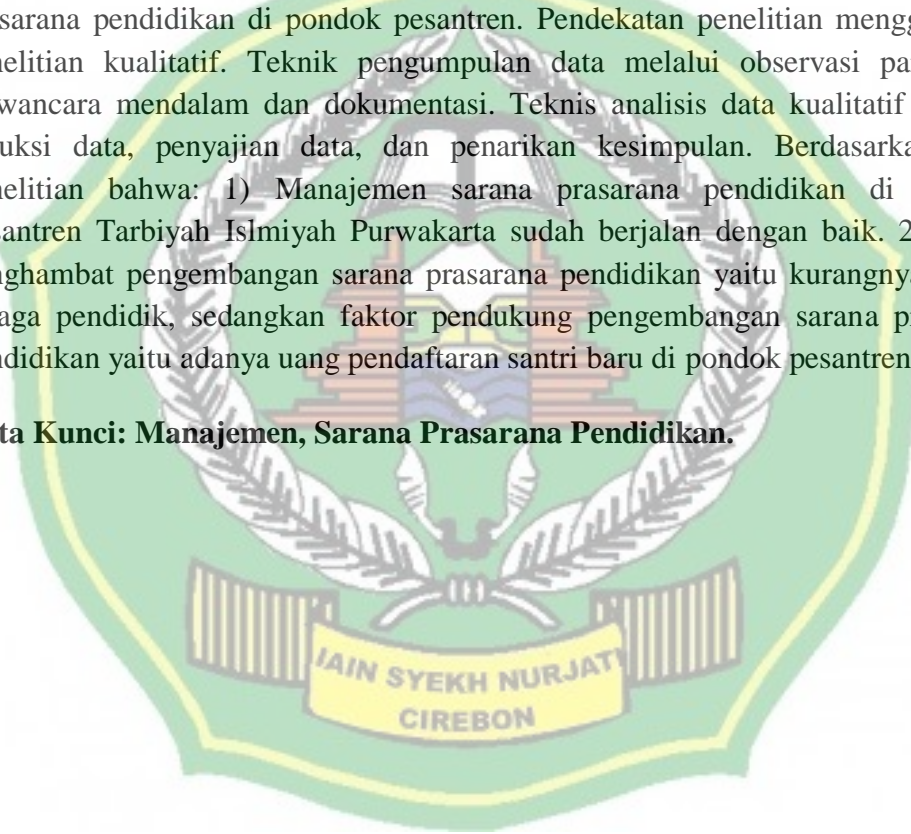 sarana pendidikan di pondok pesantren. Pendekatan penelitian mengg
nelitian kualitatif. Teknik pengumpulan data melalui observasi pa
wancara mendalam dan dokumentasi. Teknis analisis data kualitatif
uksi data, penyajian data, dan penarikan kesimpulan. Berdasarka
nelitian bahwa: 1) Manajemen sarana prasarana pendidikan di
santren Tarbiyah Islmiyah Purwakarta sudah berjalan dengan baik. 2
nghambat pengembangan sarana prasarana pendidikan yaitu kurangnya
aga pendidik, sedangkan faktor pendukung pengembangan sarana p
ndidikan yaitu adanya uang pendaftaran santri baru di pondok pesantren
ta Kunci: Manajemen, Sarana Prasarana Pendidikan.
IAIN SYEKH NURJATI
CIREBON